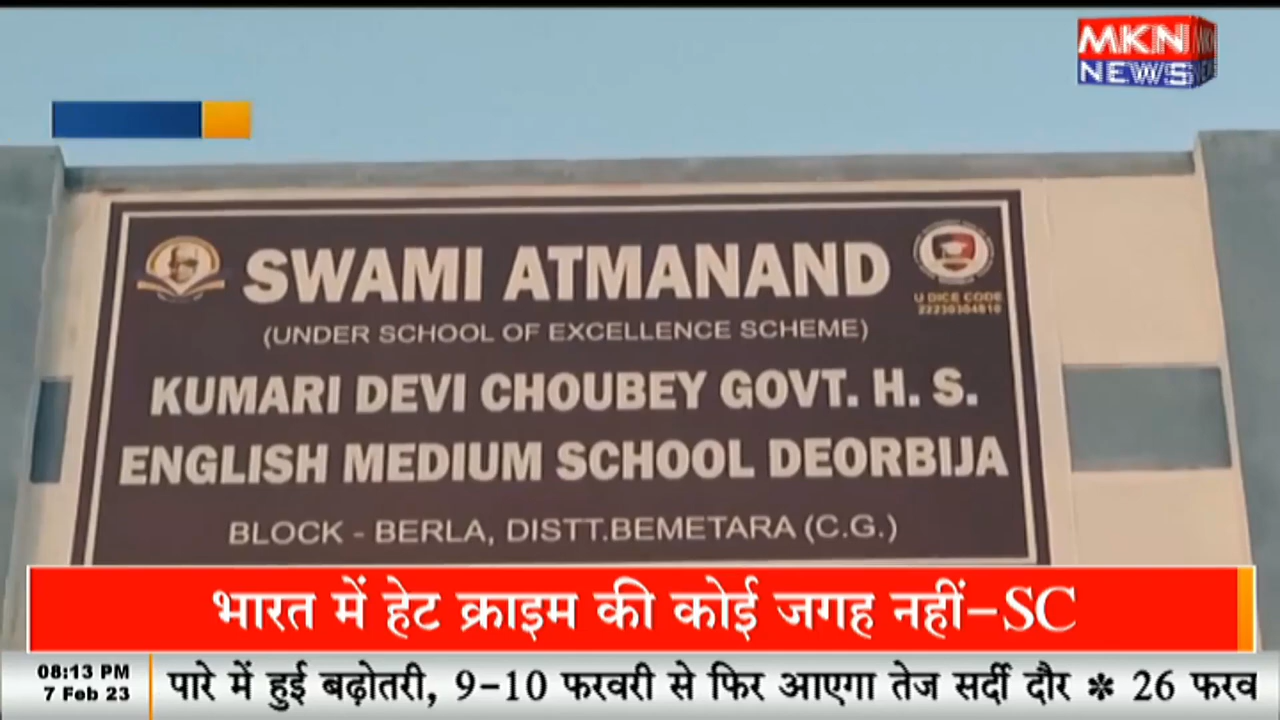 MKN
NEWS
SWAMI ATMANAND
U DICE CODE
(UNDER SCHOOL OF EXCELLENCE SCHEME)
KUMARI DEVI CHOUBEY GOVT. H. S.
ENGLISH MEDIUM SCHOOL DEORBIJA
BLOCK - BERLA, DISTT.BEMETARA (C.G.)
भारत में हेट क्राइम की कोई जगह नहीं-SC
08:13 PM
7 Feb 23
पारे में हुई बढ़ोतरी, 9-10 फरवरी से फिर आएगा तेज सर्दी दौर * 26 फरव